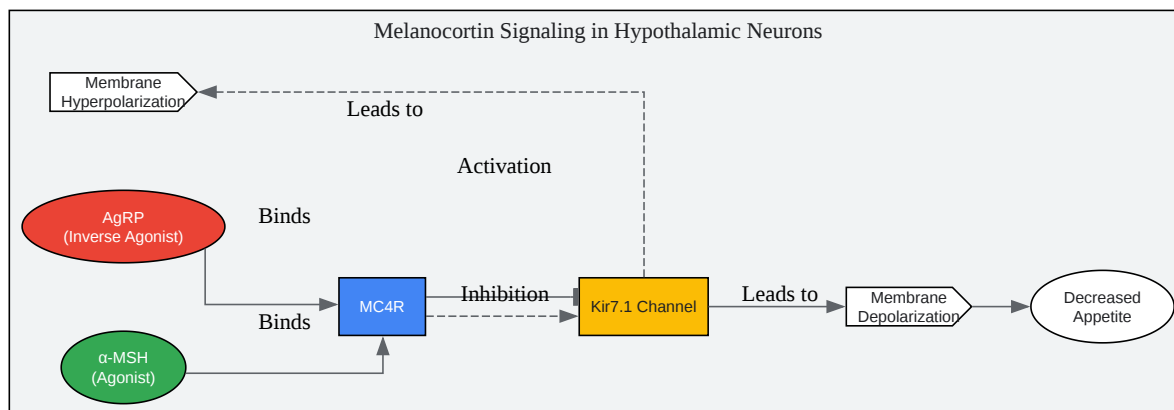 Melanocortin Signaling in Hypothalamic Neurons
Membrane
Hyperpolarization
Leads to
Activation
AgRP
(Inverse Agonist)
Binds
MC4R
Inhibition
Kir7.1 Channel
Leads to
Membrane
Depolarization
Decreased
Appetite
Binds
α-MSH
(Agonist)